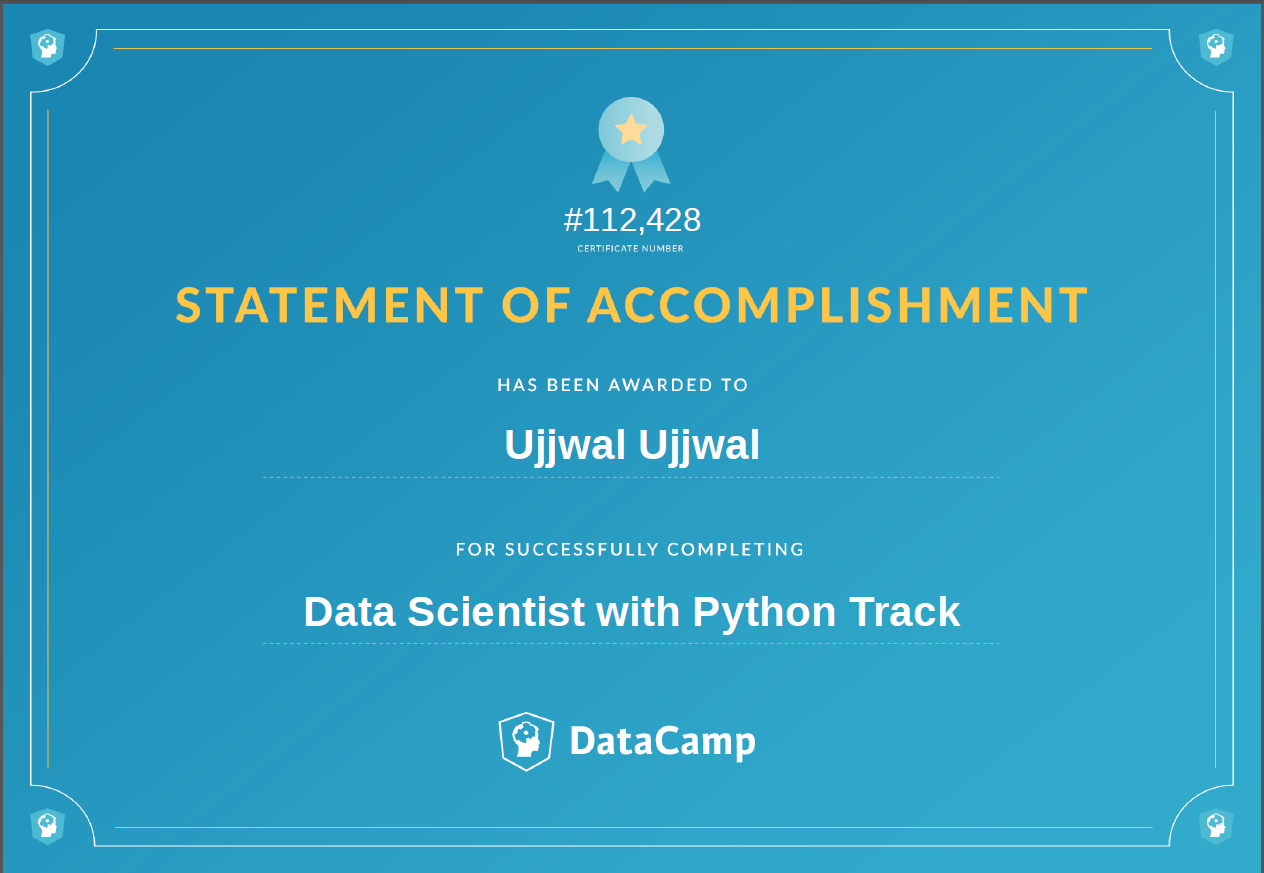 #112,428
CERTIFICATE NUMBER
STATEMENT OF ACCOMPLISHMENT
HAS BEEN AWARDED TO
Ujjwal Ujjwal
FOR SUCCESSFULLY COMPLETING
Data Scientist with Python Track
DataCamp